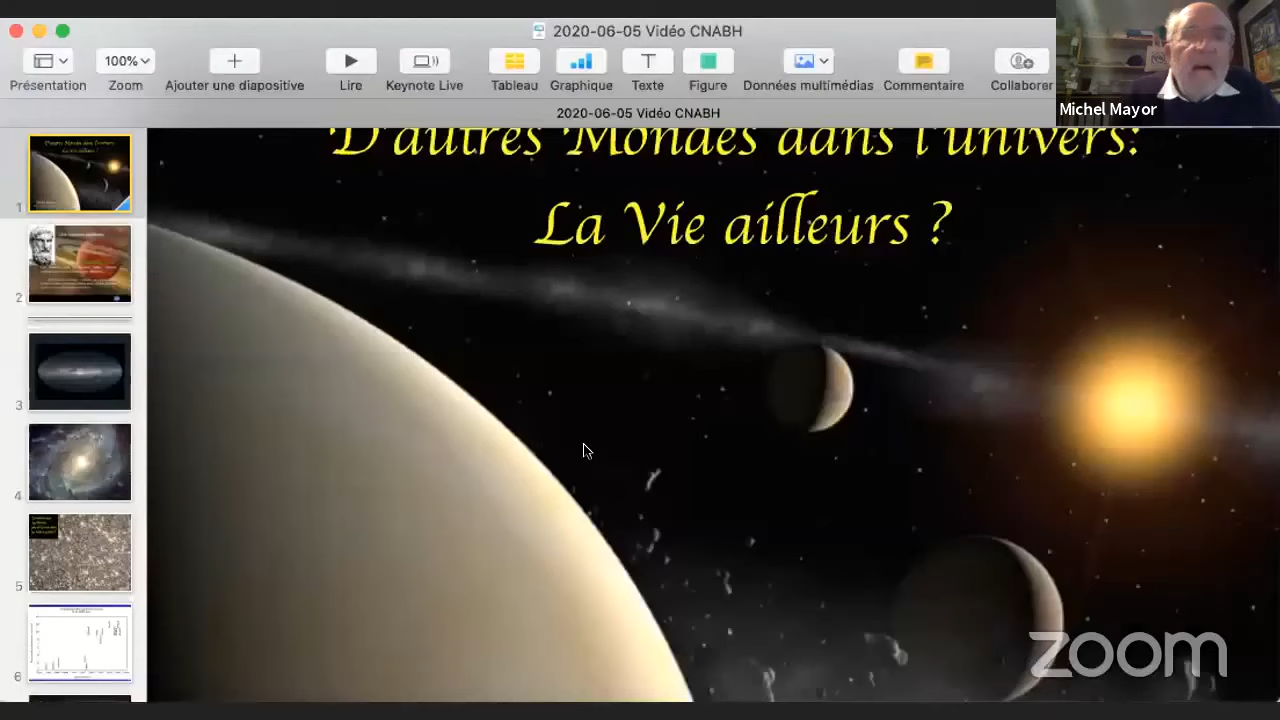 2020-06-05 Vidéo CNABH
100%
Présentation Zoom Ajouter une diapositive Lire Keynote Live Tableau Graphique Texte Figure Données multimédias Commentaire Collaborer
Michel Mayor
2020-06-05 Vidéo CNABH
D'autres Mondes dans l'univers:
La Vie ailleurs ?
1
2
3
4
5
6
zoom